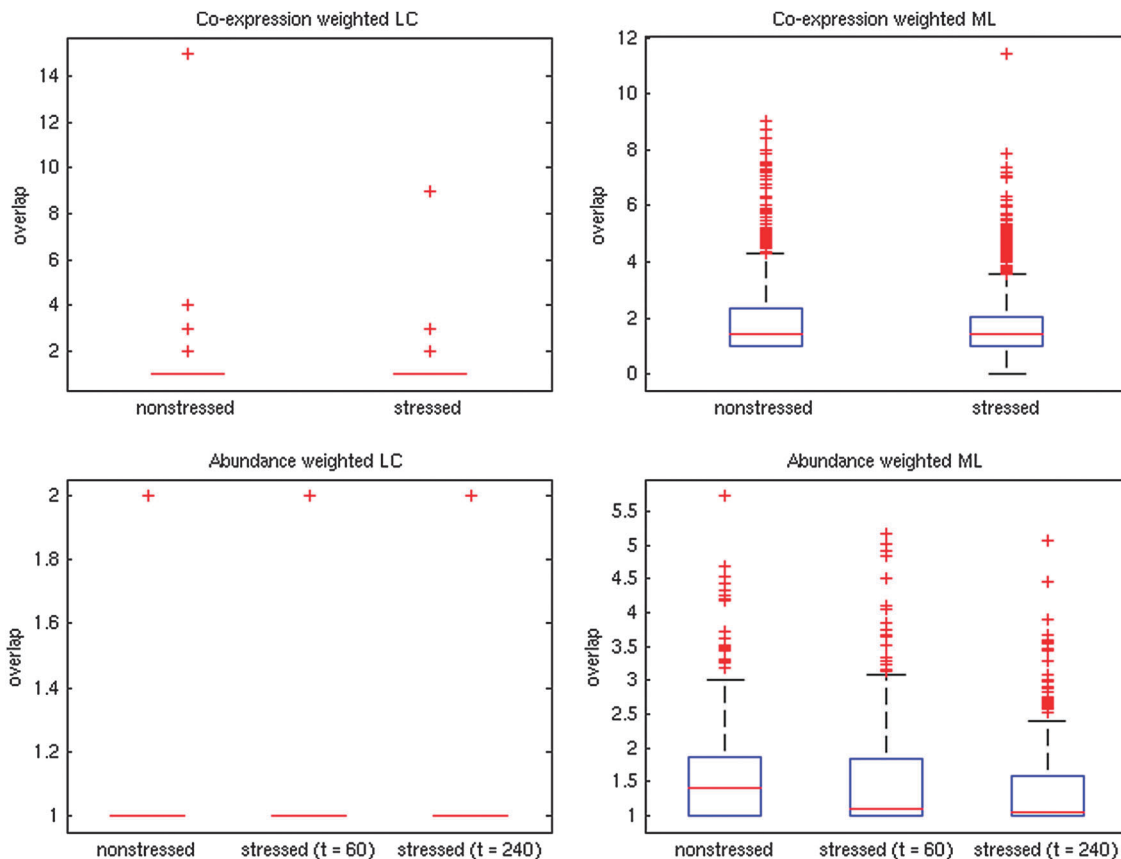 Co-expression weighted LC
14
12
10
8
6
4
2
overlap
nonstressed stressed
Co-expression weighted ML
12
10
8
6
4
2
0
overlap
nonstressed stressed
Abundance weighted LC
2
1.8
1.6
1.4
1.2
1
overlap
nonstressed stressed (t = 60) stressed (t = 240)
Abundance weighted ML
5.5
5
4.5
4
3.5
3
2.5
2
1.5
1
overlap
nonstressed stressed (t = 60) stressed (t = 240)